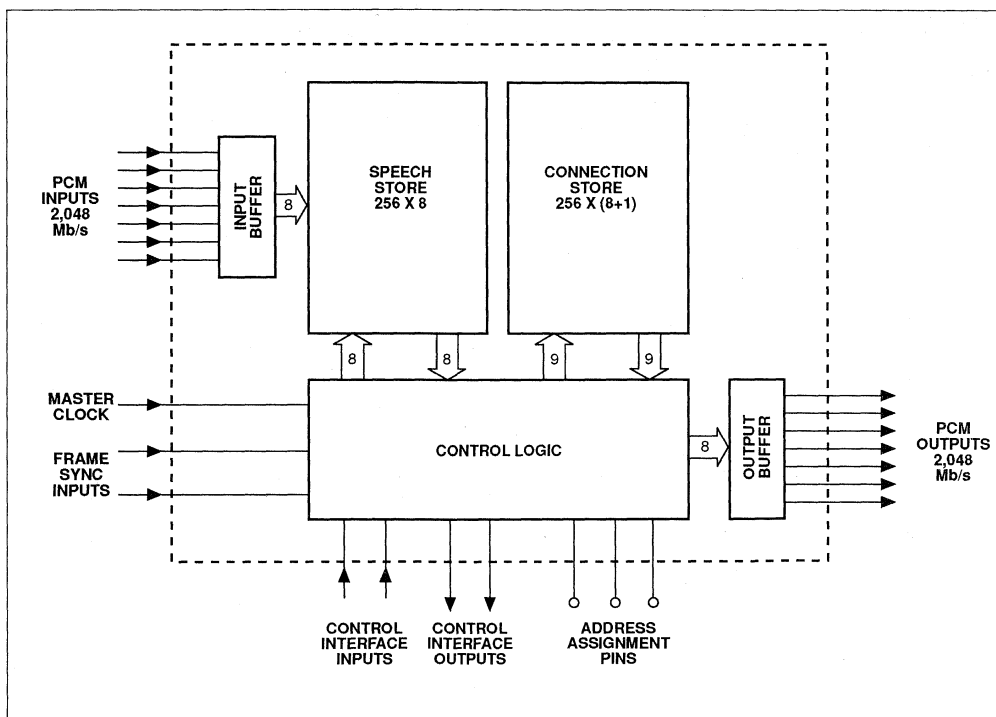 PCM
INPUTS
2,048
Mb/s
INPUT
BUFFER
8
SPEECH
STORE
256 X 8
CONNECTION
STORE
256 X (8+1)
8
8
9
9
MASTER
CLOCK
FRAME
SYNC
INPUTS
CONTROL LOGIC
8
OUTPUT
BUFFER
PCM
OUTPUTS
2,048
Mb/s
CONTROL
INTERFACE
INPUTS
CONTROL
INTERFACE
OUTPUTS
ADDRESS
ASSIGNMENT
PINS